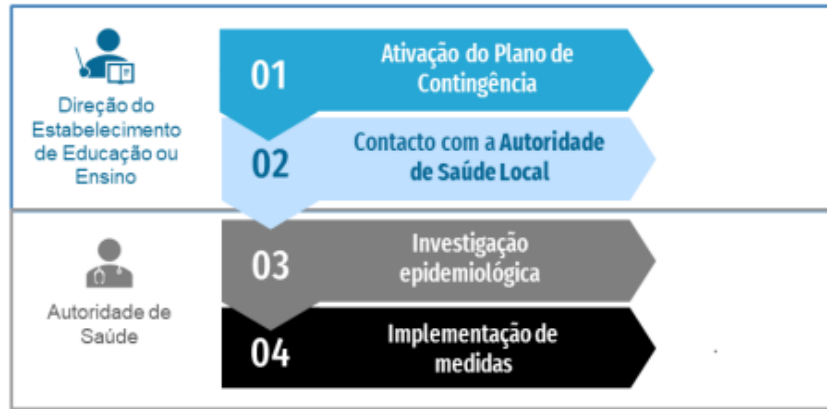 Direção do
Estabelecimento
de Educação ou
Ensino
01
Ativação do Plano de
Contingência
02
Contacto com a Autoridade
de Saúde Local
Autoridade de
Saúde
03
Investigação
epidemiológica
04
Implementação de
medidas